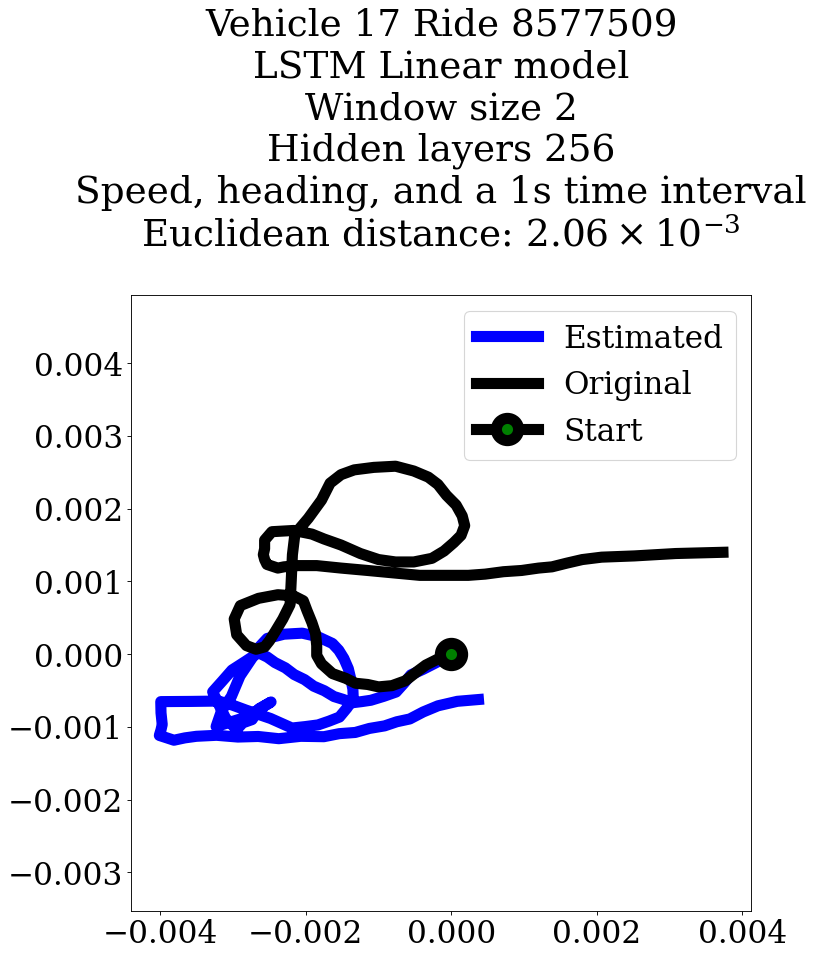 Vehicle 17 Ride 8577509
LSTM Linear model
Window size 2
Hidden layers 256
Speed, heading, and a 1s time interval
Euclidean distance: 2.06 × 10⁻³
Estimated
Original
Start
0.004
0.003
0.002
0.001
0.000
−0.001
−0.002
−0.003
−0.004 −0.002 0.000 0.002 0.004